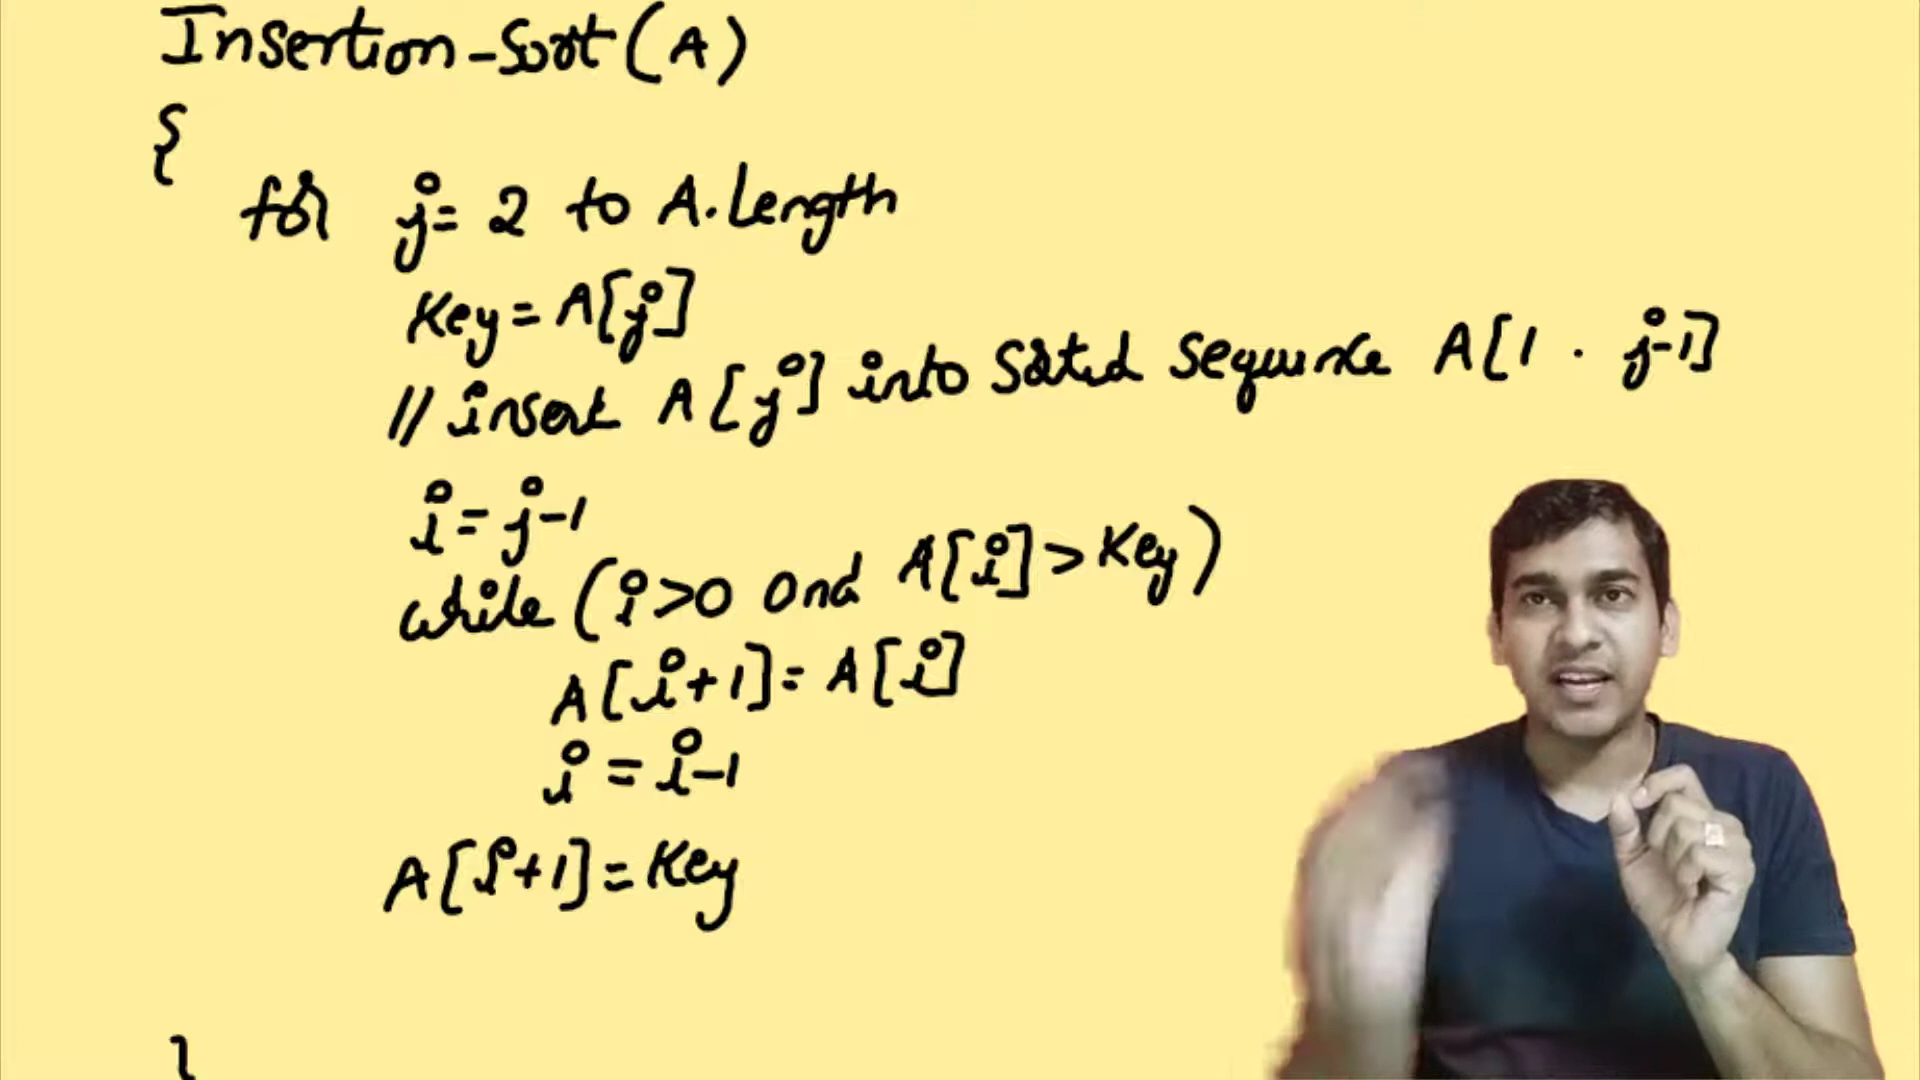 Insertion-Sort(A)
{
for j= 2 to A.length
Key=A[j]
// insert A[j] into Sorted Sequence A[1 . j-1]
i=j-1
while (i>0 and A[i]>Key)
A[i+1]=A[i]
i=i-1
A[i+1]=Key
}